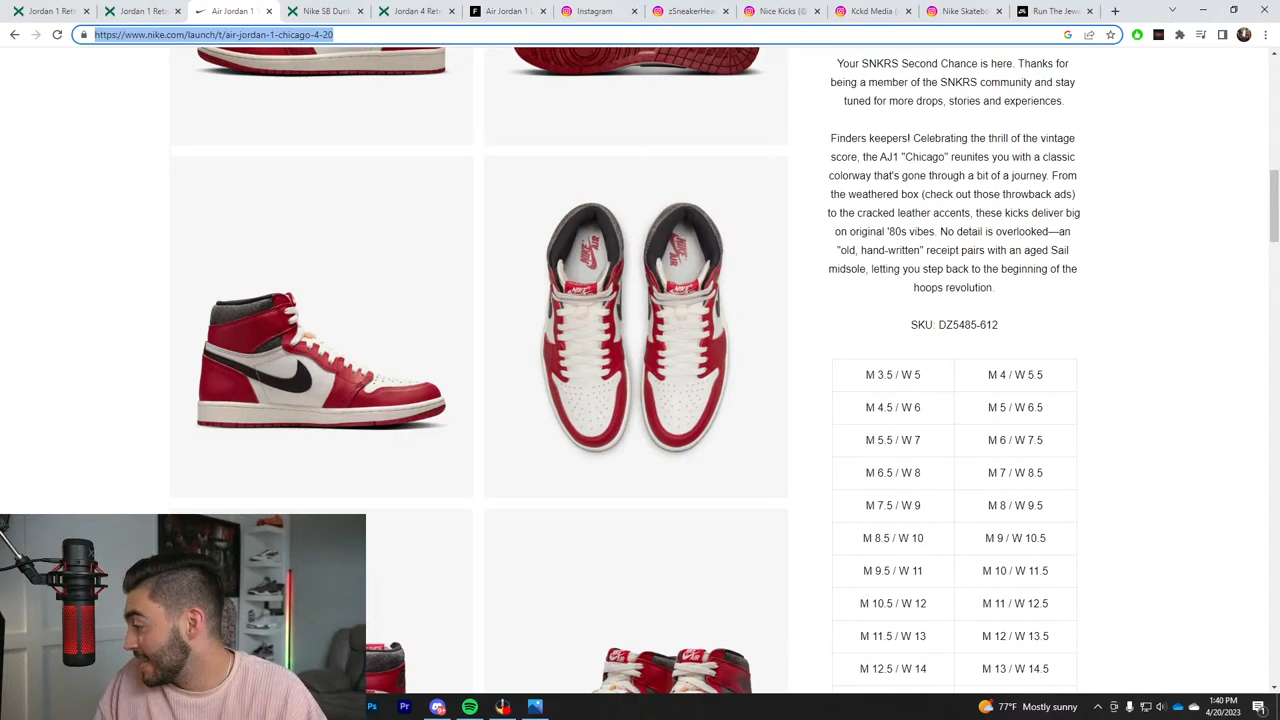 Jordan 1 Retr
Jordan 1 Retr
Air Jordan 1
Nike SB Dun
Jordan 4 Retr
Air Jordan 1
Instagram
zSneakerHea
Nice Kicks (@
Kckd Media (
Nike Skateb
Run The Jew
https://www.nike.com/launch/t/air-jordan-1-chicago-4-20
Your SNKRS Second Chance is here. Thanks for
being a member of the SNKRS community and stay
tuned for more drops, stories and experiences.
Finders keepers! Celebrating the thrill of the vintage
score, the AJ1 "Chicago" reunites you with a classic
colorway that's gone through a bit of a journey. From
the weathered box (check out those throwback ads)
to the cracked leather accents, these kicks deliver big
on original '80s vibes. No detail is overlooked—an
"old, hand-written" receipt pairs with an aged Sail
midsole, letting you step back to the beginning of the
hoops revolution.
SKU: DZ5485-612
M 3.5 / W 5 M 4 / W 5.5
M 4.5 / W 6 M 5 / W 6.5
M 5.5 / W 7 M 6 / W 7.5
M 6.5 / W 8 M 7 / W 8.5
M 7.5 / W 9 M 8 / W 9.5
M 8.5 / W 10 M 9 / W 10.5
M 9.5 / W 11 M 10 / W 11.5
M 10.5 / W 12 M 11 / W 12.5
M 11.5 / W 13 M 12 / W 13.5
M 12.5 / W 14 M 13 / W 14.5
Ps Pr
77°F Mostly sunny
1:40 PM
4/20/2023